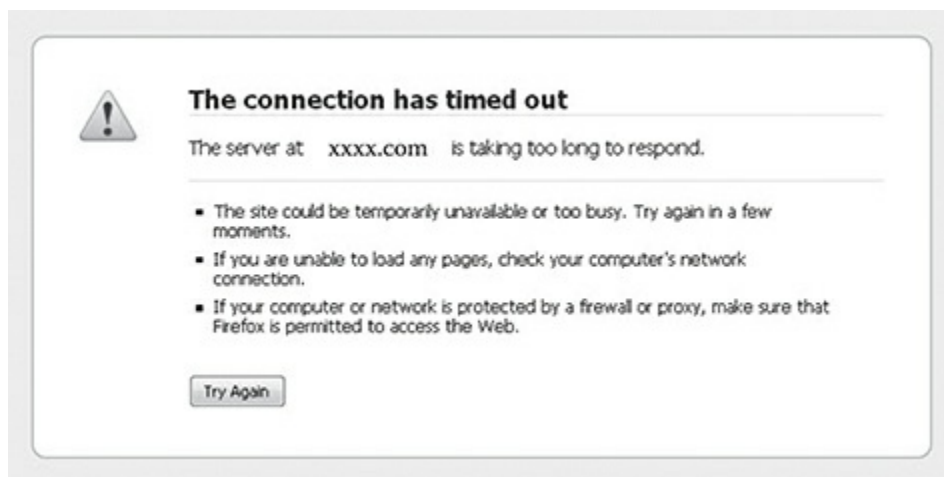 The connection has timed out
The server at xxxx.com is taking too long to respond.
▪ The site could be temporarily unavailable or too busy. Try again in a few
moments.
▪ If you are unable to load any pages, check your computer's network
connection.
▪ If your computer or network is protected by a firewall or proxy, make sure that
Firefox is permitted to access the Web.
Try Again